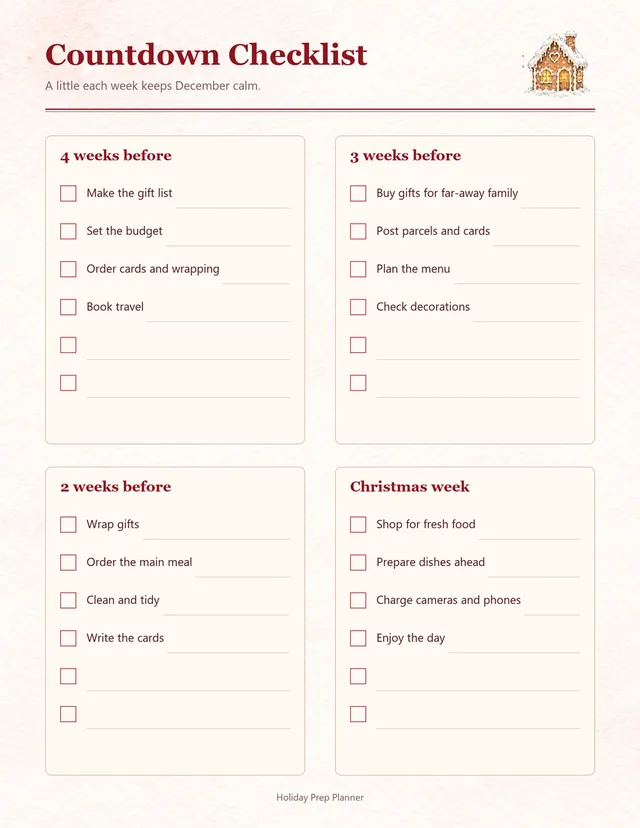 Countdown Checklist
A little each week keeps December calm.
4 weeks before
Make the gift list
Set the budget
Order cards and wrapping
Book travel
3 weeks before
Buy gifts for far-away family
Post parcels and cards
Plan the menu
Check decorations
2 weeks before
Wrap gifts
Order the main meal
Clean and tidy
Write the cards
Christmas week
Shop for fresh food
Prepare dishes ahead
Charge cameras and phones
Enjoy the day
Holiday Prep Planner